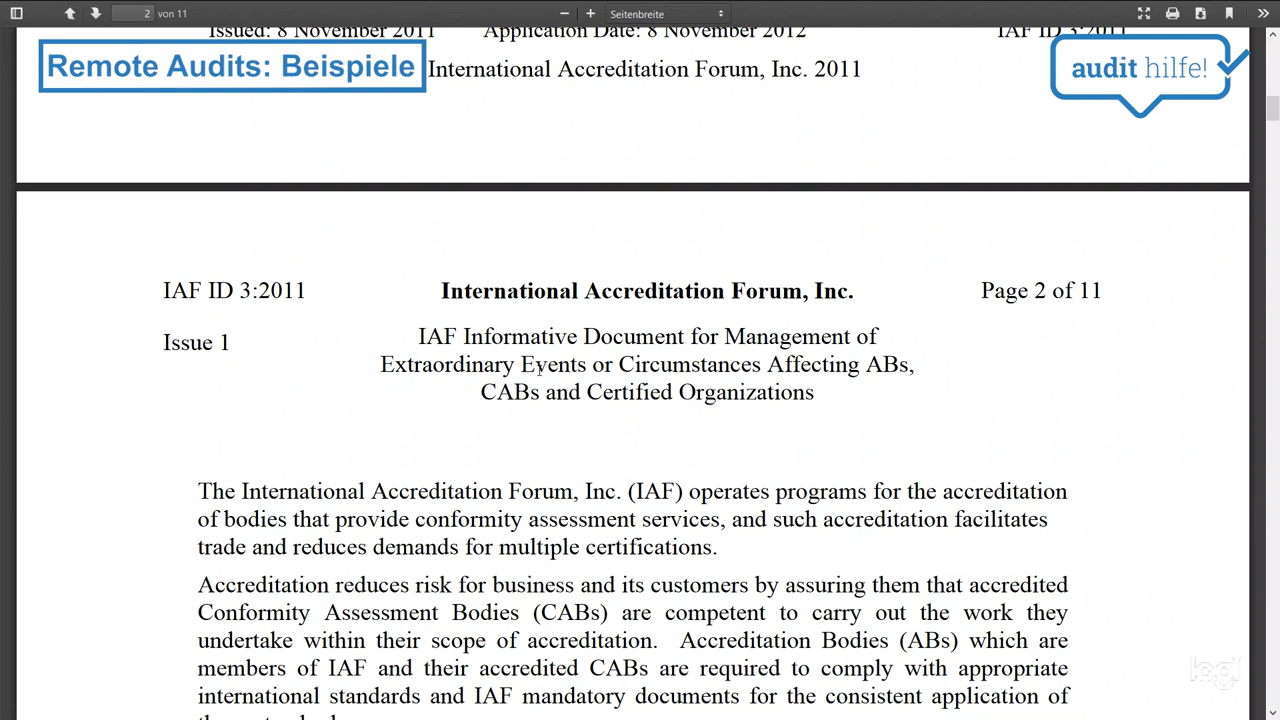 2 von 11
Seitenbreite
Issued: 8 November 2011 Application Date: 8 November 2012 IAF ID 3:2011
Remote Audits: Beispiele
International Accreditation Forum, Inc. 2011
audit hilfe!
IAF ID 3:2011 International Accreditation Forum, Inc. Page 2 of 11
Issue 1
IAF Informative Document for Management of
Extraordinary Events or Circumstances Affecting ABs,
CABs and Certified Organizations
The International Accreditation Forum, Inc. (IAF) operates programs for the accreditation
of bodies that provide conformity assessment services, and such accreditation facilitates
trade and reduces demands for multiple certifications.
Accreditation reduces risk for business and its customers by assuring them that accredited
Conformity Assessment Bodies (CABs) are competent to carry out the work they
undertake within their scope of accreditation. Accreditation Bodies (ABs) which are
members of IAF and their accredited CABs are required to comply with appropriate
international standards and IAF mandatory documents for the consistent application of
logi